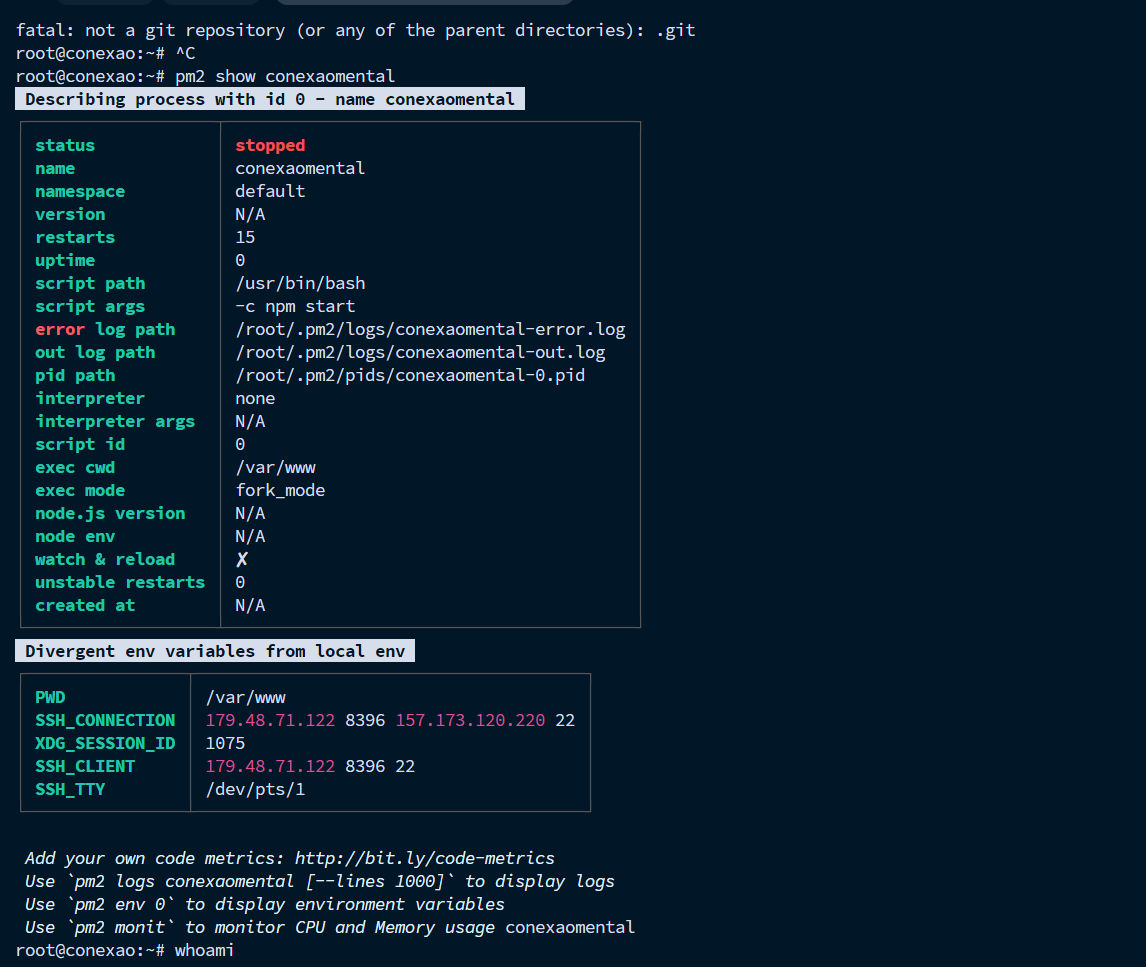 fatal: not a git repository (or any of the parent directories): .git
root@conexao:~# ^C
root@conexao:~# pm2 show conexaomental
Describing process with id 0 - name conexaomental
status stopped
name conexaomental
namespace default
version N/A
restarts 15
uptime 0
script path /usr/bin/bash
script args -c npm start
error log path /root/.pm2/logs/conexaomental-error.log
out log path /root/.pm2/logs/conexaomental-out.log
pid path /root/.pm2/pids/conexaomental-0.pid
interpreter none
interpreter args N/A
script id 0
exec cwd /var/www
exec mode fork_mode
node.js version N/A
node env N/A
watch & reload ✘
unstable restarts 0
created at N/A
Divergent env variables from local env
PWD /var/www
SSH_CONNECTION 179.48.71.122 8396 157.173.120.220 22
XDG_SESSION_ID 1075
SSH_CLIENT 179.48.71.122 8396 22
SSH_TTY /dev/pts/1
Add your own code metrics: http://bit.ly/code-metrics
Use `pm2 logs conexaomental [--lines 1000]` to display logs
Use `pm2 env 0` to display environment variables
Use `pm2 monit` to monitor CPU and Memory usage conexaomental
root@conexao:~# whoami